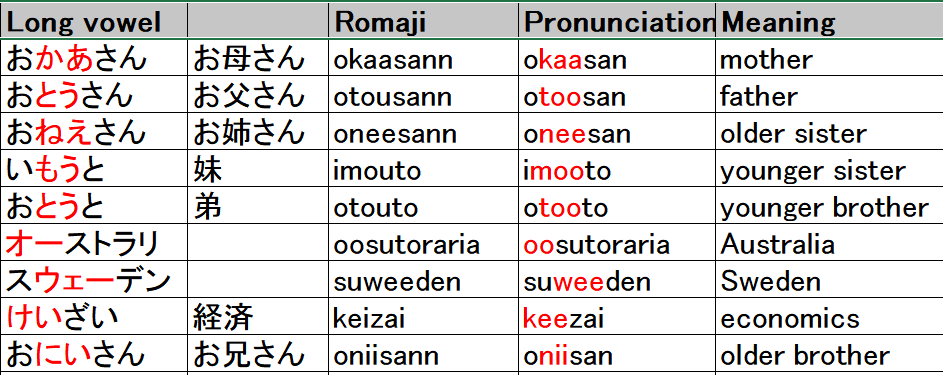 Long vowel Romaji Pronunciation Meaning
おかあさん お母さん okaasann okaasan mother
おとうさん お父さん otousann otoosan father
おねえさん お姉さん oneesann oneesan older sister
いもうと 妹 imouto imooto younger sister
おとうと 弟 otouto otooto younger brother
オーストラリ oosutoraria oosutoraria Australia
スウェーデン suweeden suweeden Sweden
けいざい 経済 keizai keezai economics
おにいさん お兄さん oniisann oniisan older brother